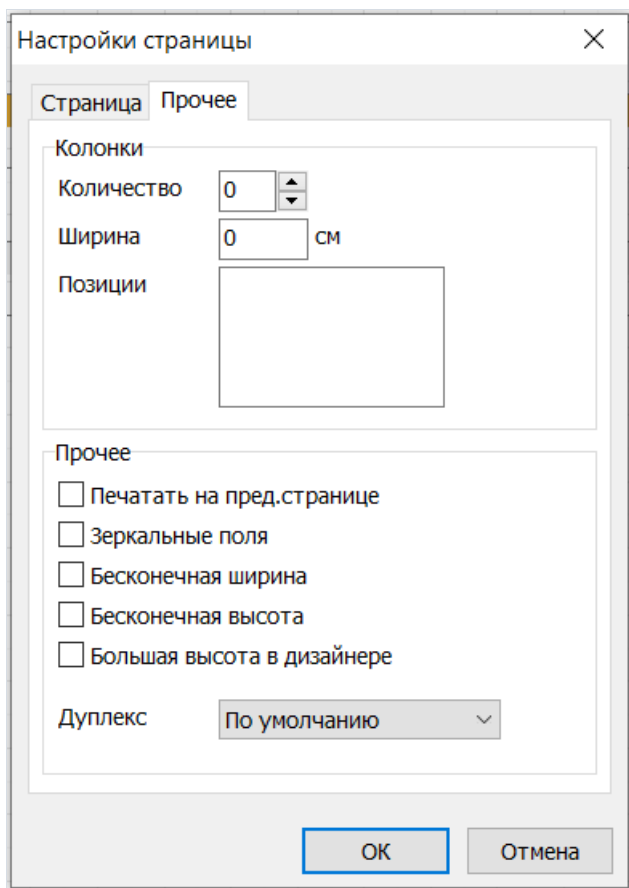 Настройки страницы
Страница Прочее
Колонки
Количество 0
Ширина 0 см
Позиции
Прочее
Печатать на пред.странице
Зеркальные поля
Бесконечная ширина
Бесконечная высота
Большая высота в дизайнере
Дуплекс По умолчанию
ОК Отмена